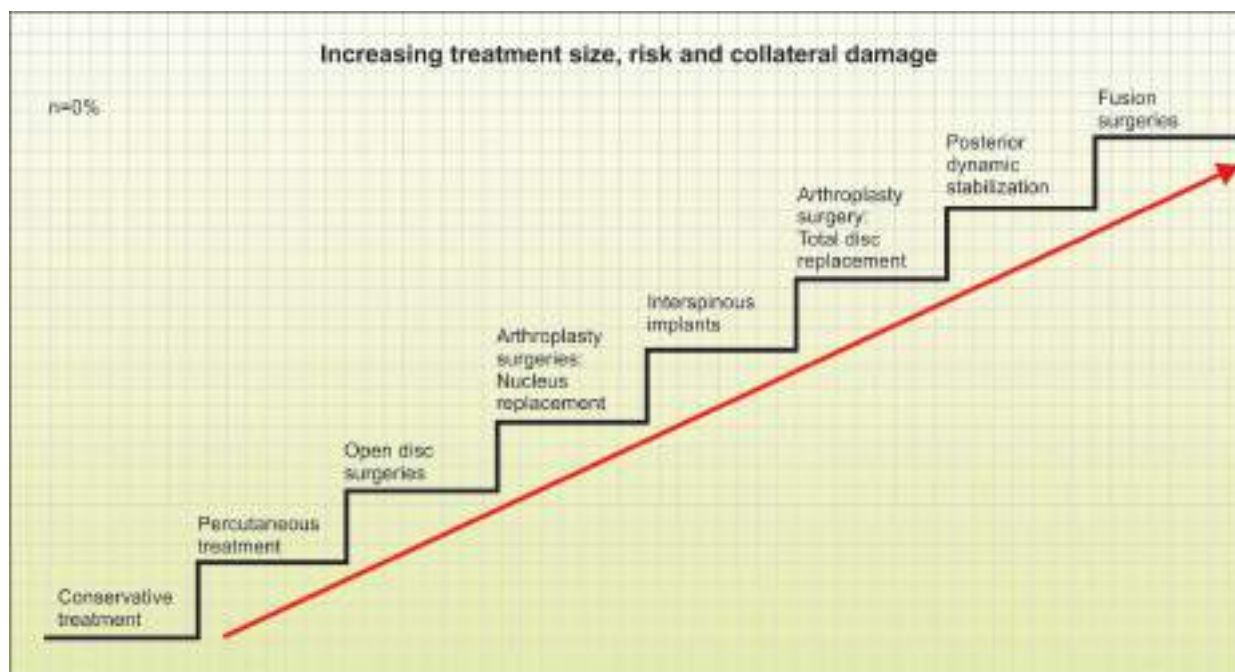 Increasing treatment size, risk and collateral damage
n=0%
Fusion
surgeries
Posterior
dynamic
stabilization
Arthroplasty
surgery:
Total disc
replacement
Interspinous
implants
Arthroplasty
surgeries:
Nucleus
replacement
Open disc
surgeries
Percutaneous
treatment
Conservative
treatment